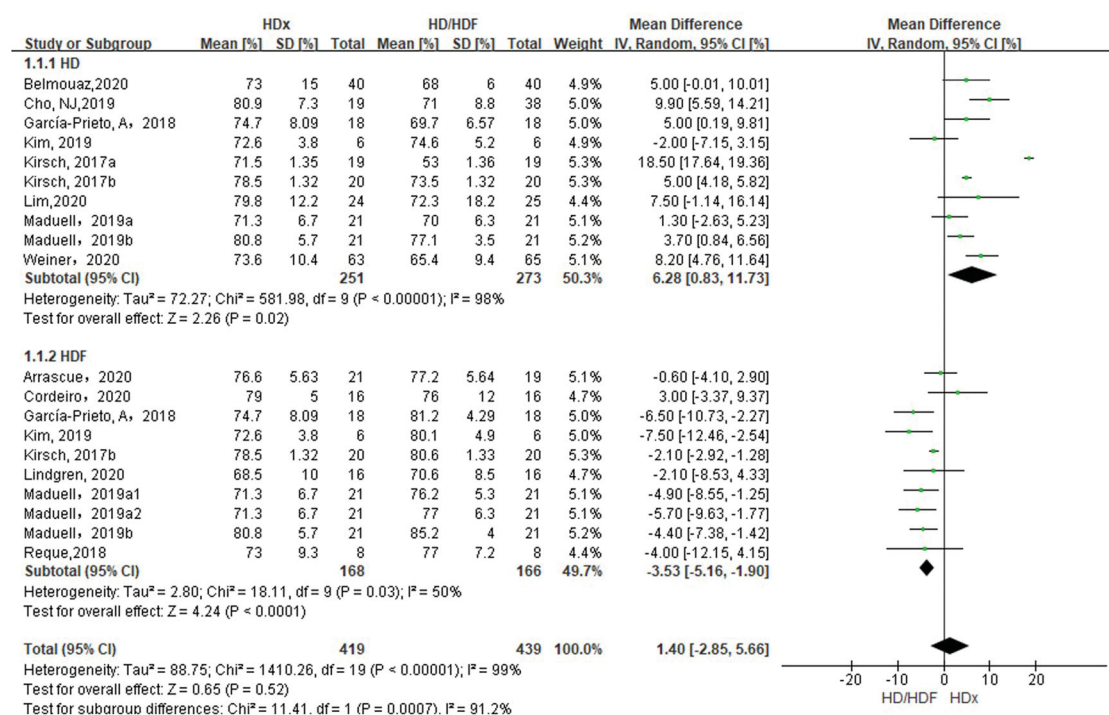 HDx HD/HDF Mean Difference Mean Difference
Study or Subgroup Mean [%] SD [%] Total Mean [%] SD [%] Total Weight IV, Random, 95% CI [%] IV, Random, 95% CI [%]
1.1.1 HD
Belmouaz,2020 73 15 40 68 6 40 4.9% 5.00 [-0.01, 10.01]
Cho, NJ,2019 80.9 7.3 19 71 8.8 38 5.0% 9.90 [5.59, 14.21]
García-Prieto, A，2018 74.7 8.09 18 69.7 6.57 18 5.0% 5.00 [0.19, 9.81]
Kim, 2019 72.6 3.8 6 74.6 5.2 6 4.9% -2.00 [-7.15, 3.15]
Kirsch, 2017a 71.5 1.35 19 53 1.36 19 5.3% 18.50 [17.64, 19.36]
Kirsch, 2017b 78.5 1.32 20 73.5 1.32 20 5.3% 5.00 [4.18, 5.82]
Lim,2020 79.8 12.2 24 72.3 18.2 25 4.4% 7.50 [-1.14, 16.14]
Maduell，2019a 71.3 6.7 21 70 6.3 21 5.1% 1.30 [-2.63, 5.23]
Maduell，2019b 80.8 5.7 21 77.1 3.5 21 5.2% 3.70 [0.84, 6.56]
Weiner，2020 73.6 10.4 63 65.4 9.4 65 5.1% 8.20 [4.76, 11.64]
Subtotal (95% CI) 251 273 50.3% 6.28 [0.83, 11.73]
Heterogeneity: Tau² = 72.27; Chi² = 581.98, df = 9 (P < 0.00001); I² = 98%
Test for overall effect: Z = 2.26 (P = 0.02)
1.1.2 HDF
Arrascue，2020 76.6 5.63 21 77.2 5.64 19 5.1% -0.60 [-4.10, 2.90]
Cordeiro，2020 79 5 16 76 12 16 4.7% 3.00 [-3.37, 9.37]
García-Prieto, A，2018 74.7 8.09 18 81.2 4.29 18 5.0% -6.50 [-10.73, -2.27]
Kim, 2019 72.6 3.8 6 80.1 4.9 6 4.9% -7.50 [-12.46, -2.54]
Kirsch, 2017b 78.5 1.32 20 80.6 1.33 20 5.3% -2.10 [-2.92, -1.28]
Lindgren, 2020 68.5 10 16 70.6 8.5 16 4.7% -2.10 [-8.53, 4.33]
Maduell，2019a1 71.3 6.7 21 76.2 5.3 21 5.1% -4.90 [-8.55, -1.25]
Maduell，2019a2 71.3 6.7 21 77 6.3 21 5.1% -5.70 [-9.63, -1.77]
Maduell，2019b 80.8 5.7 21 85.2 4 21 5.2% -4.40 [-7.38, -1.42]
Reque,2018 73 9.3 8 77 7.2 8 4.4% -4.00 [-12.15, 4.15]
Subtotal (95% CI) 168 166 49.7% -3.53 [-5.16, -1.90]
Heterogeneity: Tau² = 2.80; Chi² = 18.11, df = 9 (P = 0.03); I² = 50%
Test for overall effect: Z = 4.24 (P < 0.0001)
Total (95% CI) 419 439 100.0% 1.40 [-2.85, 5.66]
Heterogeneity: Tau² = 88.75; Chi² = 1410.26, df = 19 (P < 0.00001); I² = 99%
Test for overall effect: Z = 0.65 (P = 0.52)
Test for subgroup differences: Chi² = 11.41, df = 1 (P = 0.0007), I² = 91.2%
-20 -10 0 10 20
HD/HDF HDx